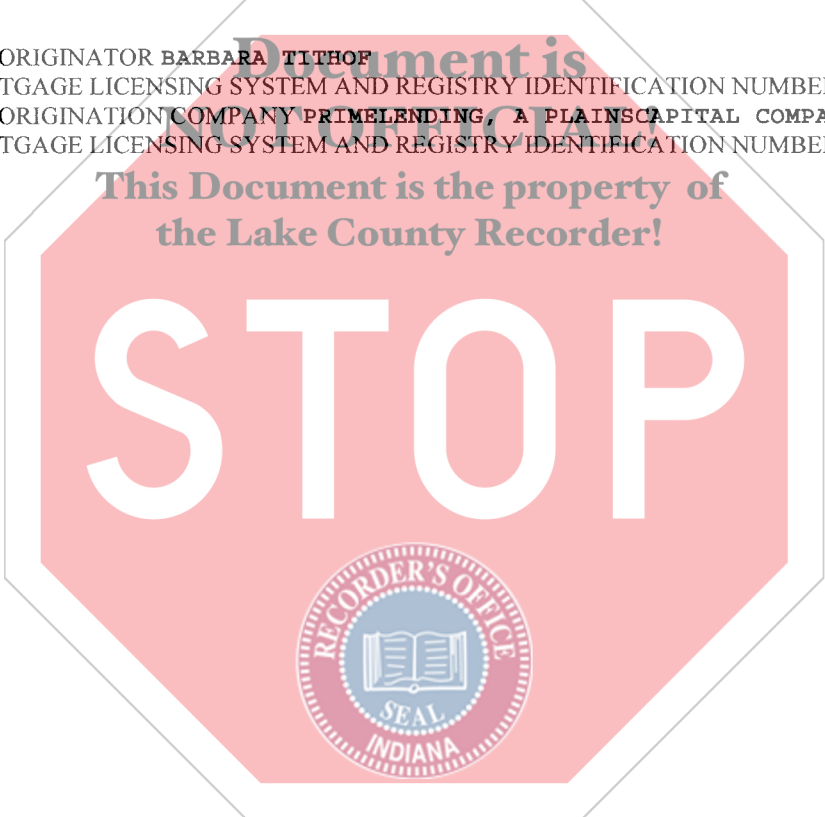 ORIGINATOR BARBARA TITHOF
Document is
TGAGE LICENSING SYSTEM AND REGISTRY IDENTIFICATION NUMBER
ORIGINATION COMPANY PRIMELENDING, A PLAINSCAPITAL COMPA
NOT OFFICIAL!
TGAGE LICENSING SYSTEM AND REGISTRY IDENTIFICATION NUMBER
This Document is the property of
the Lake County Recorder!
STOP
RECORDER'S OFFICE
SEAL
INDIANA